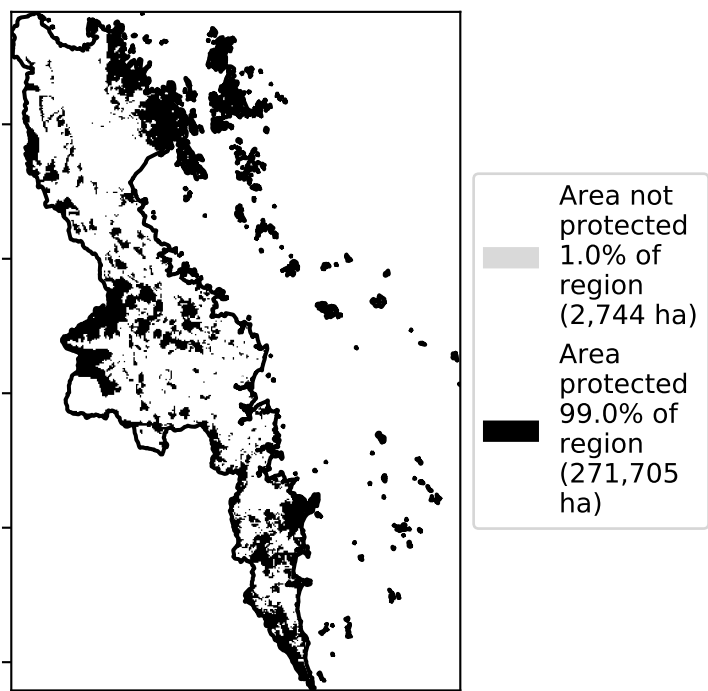 Area not
protected
1.0% of
region
(2,744 ha)
Area
protected
99.0% of
region
(271,705
ha)